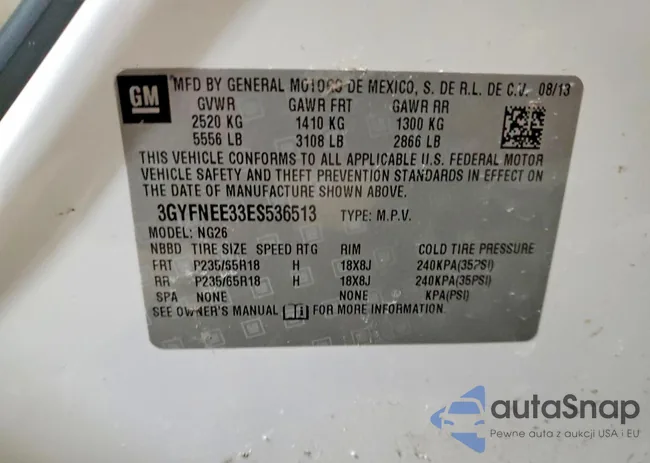 GM
MFD BY GENERAL MOTORS DE MEXICO, S. DE R.L. DE C.V. 08/13
GVWR GAWR FRT GAWR RR
2520 KG 1410 KG 1300 KG
5556 LB 3108 LB 2866 LB
THIS VEHICLE CONFORMS TO ALL APPLICABLE U.S. FEDERAL MOTOR
VEHICLE SAFETY AND THEFT PREVENTION STANDARDS IN EFFECT ON
THE DATE OF MANUFACTURE SHOWN ABOVE.
3GYFNEE33ES536513 TYPE: M.P.V.
MODEL: NG26
NBBD TIRE SIZE SPEED RTG RIM COLD TIRE PRESSURE
FRT P235/65R18 H 18X8J 240KPA(35PSI)
RR P235/65R18 H 18X8J 240KPA(35PSI)
SPA NONE NONE KPA(PSI)
SEE OWNER'S MANUAL FOR MORE INFORMATION.
autaSnap
Pewne auta z aukcji USA i EU